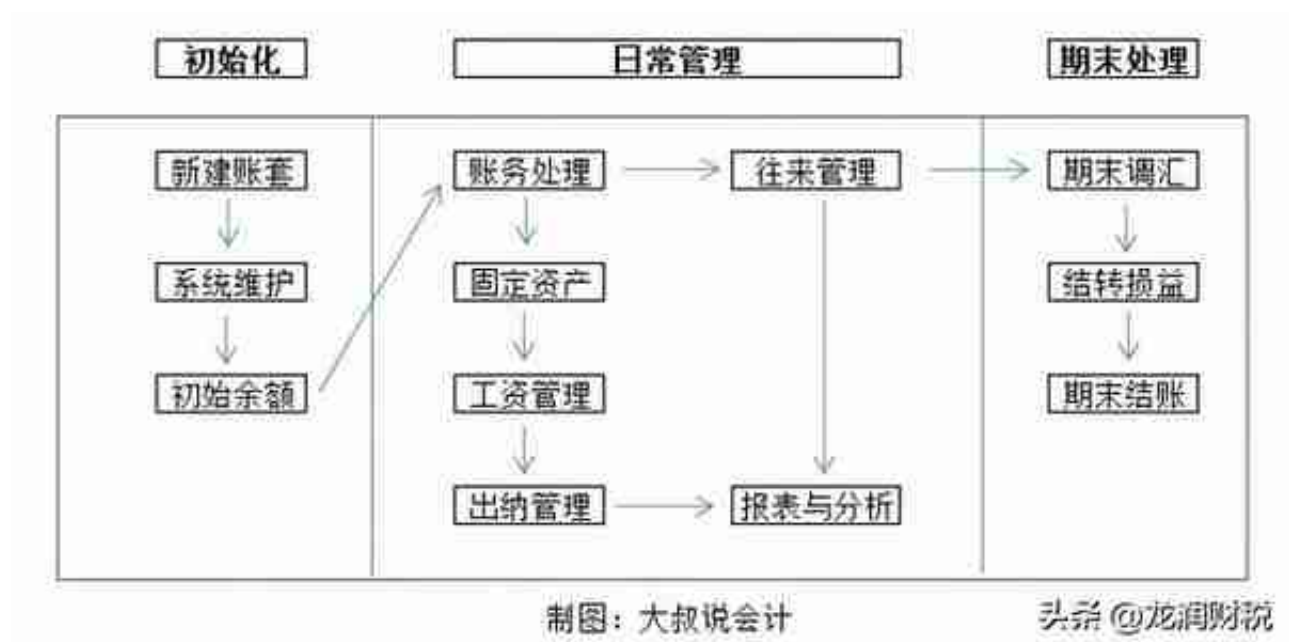 初始化
日常管理
期末处理
新建账套
账务处理
往来管理
期末调汇
系统维护
固定资产
结转损益
初始余额
工资管理
期末结账
出纳管理
报表与分析
制图：大叔说会计
头条 @龙润财税